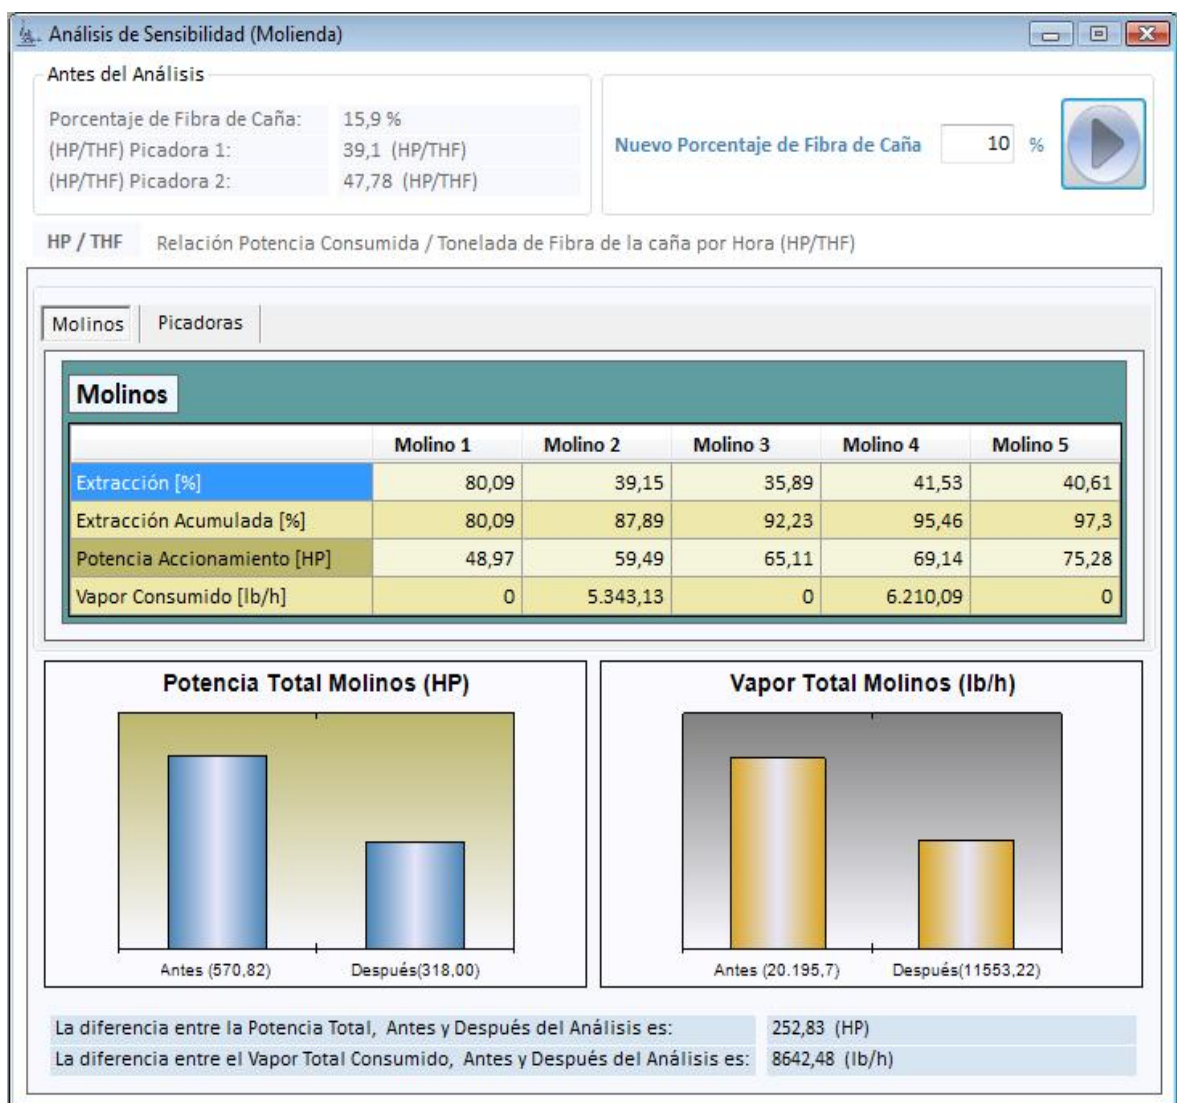 Análisis de Sensibilidad (Molienda)
Antes del Análisis
Porcentaje de Fibra de Caña: 15,9 %
(HP/THF) Picadora 1: 39,1 (HP/THF)
(HP/THF) Picadora 2: 47,78 (HP/THF)
Nuevo Porcentaje de Fibra de Caña 10 %
HP / THF Relación Potencia Consumida / Tonelada de Fibra de la caña por Hora (HP/THF)
Molinos Picadoras
Molinos
Molino 1 Molino 2 Molino 3 Molino 4 Molino 5
Extracción [%] 80,09 39,15 35,89 41,53 40,61
Extracción Acumulada [%] 80,09 87,89 92,23 95,46 97,3
Potencia Accionamiento [HP] 48,97 59,49 65,11 69,14 75,28
Vapor Consumido [lb/h] 0 5.343,13 0 6.210,09 0
Potencia Total Molinos (HP)
Antes (570,82) Después(318,00)
Vapor Total Molinos (lb/h)
Antes (20.195,7) Después(11553,22)
La diferencia entre la Potencia Total, Antes y Después del Análisis es: 252,83 (HP)
La diferencia entre el Vapor Total Consumido, Antes y Después del Análisis es: 8642,48 (lb/h)